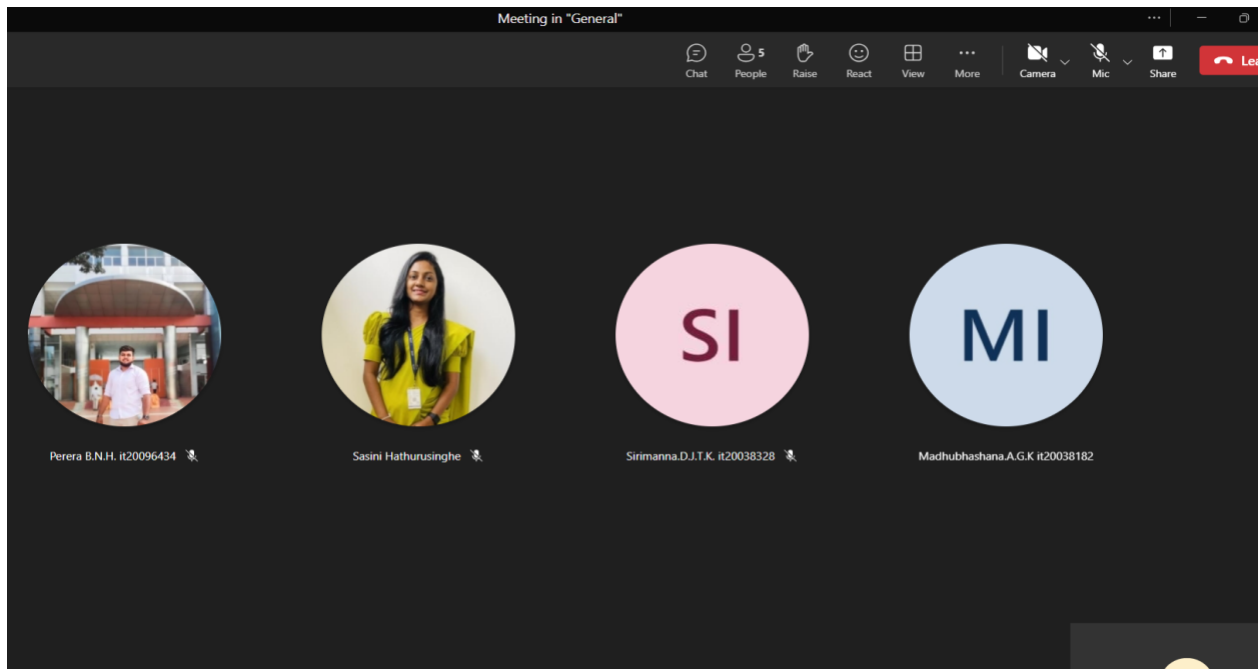 Meeting in "General"
Chat
5
People
Raise
React
View
More
Camera
Mic
Share
Lea
SI
MI
Perera B.N.H. it20096434
Sasini Hathurusinghe
Sirimanna.D.J.T.K. it20038328
Madhubhashana.A.G.K it20038182